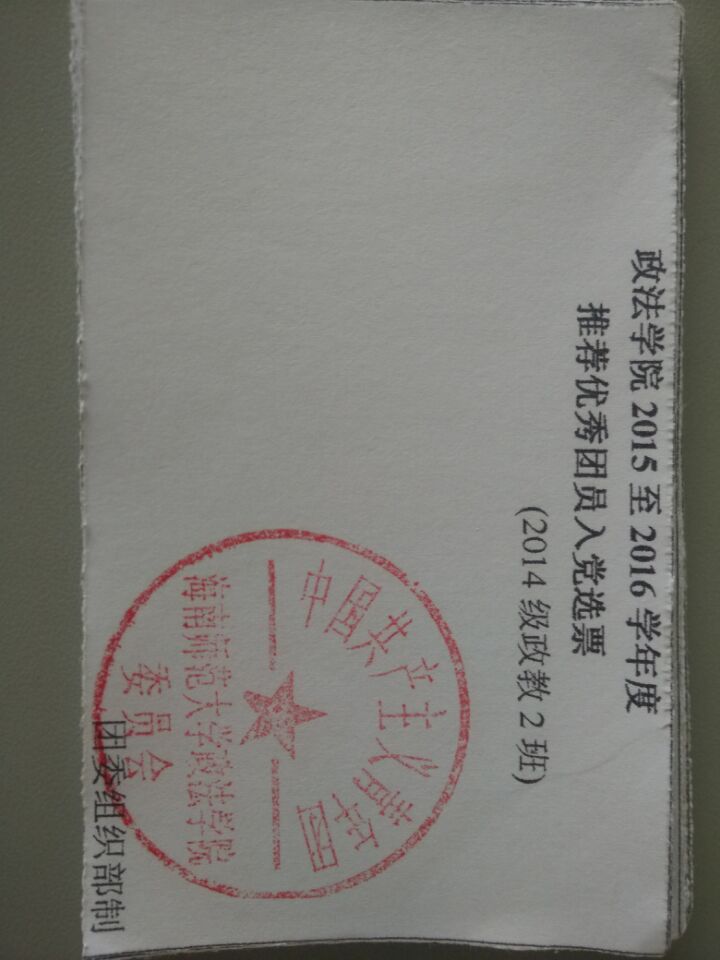 政法学院 2015 至 2016 学年度
推荐优秀团员入党选票
(2014 级政教 2 班)
中国共产主义青年团
海南师范大学政法学院
委员会
团委组织部制